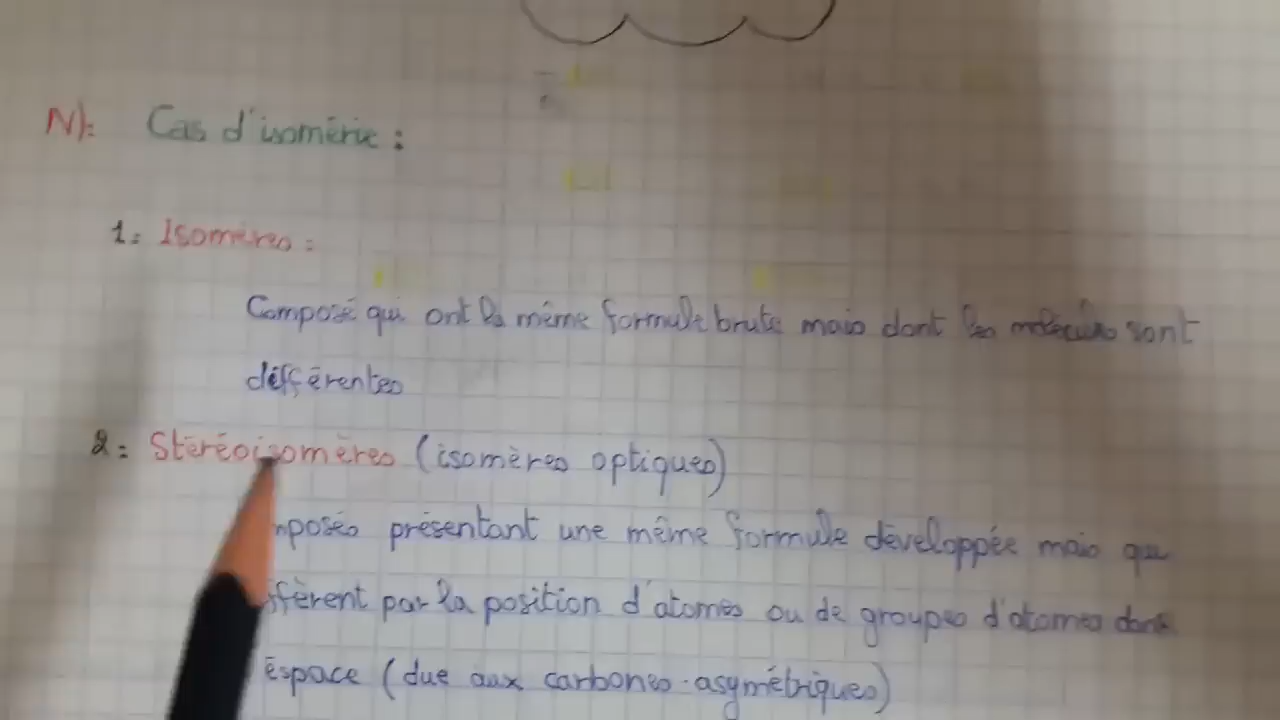 N): Cas d'isomérie :
1: Isomères :
Composé qui ont la même formule brute mais dont les molécules sont
différentes
2: Stéréoisomères (isomères optiques)
mposés présentant une même formule développée mais qui
fèrent par la position d'atomes ou de groupes d'atomes dans
espace (due aux carbones asymétriques)